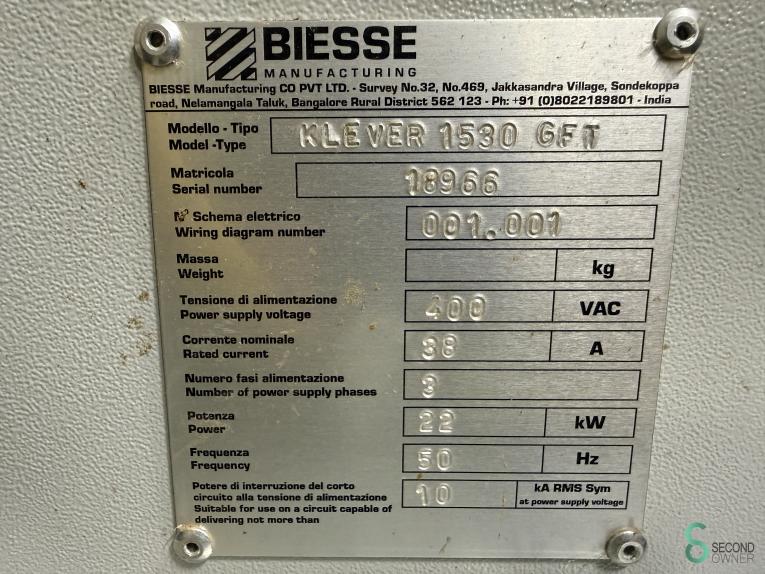 BIESSE
MANUFACTURING
BIESSE Manufacturing CO PVT LTD. - Survey No.32, No.469, Jakkasandra Village, Sondekoppa
road, Nelamangala Taluk, Bangalore Rural District 562 123 - Ph: +91 (0)8022189801 - India
Modello - Tipo
Model -Type
KLEVER 1530 GFT
Matricola
Serial number
18966
N° Schema elettrico
Wiring diagram number
001.001
Massa
Weight
kg
Tensione di alimentazione
Power supply voltage
400
VAC
Corrente nominale
Rated current
38
A
Numero fasi alimentazione
Number of power supply phases
3
Potenza
Power
22
kW
Frequenza
Frequency
50
Hz
Potere di interruzione del corto
circuito alla tensione di alimentazione
Suitable for use on a circuit capable of
delivering not more than
10
kA RMS Sym
at power supply voltage
SECOND
OWNER